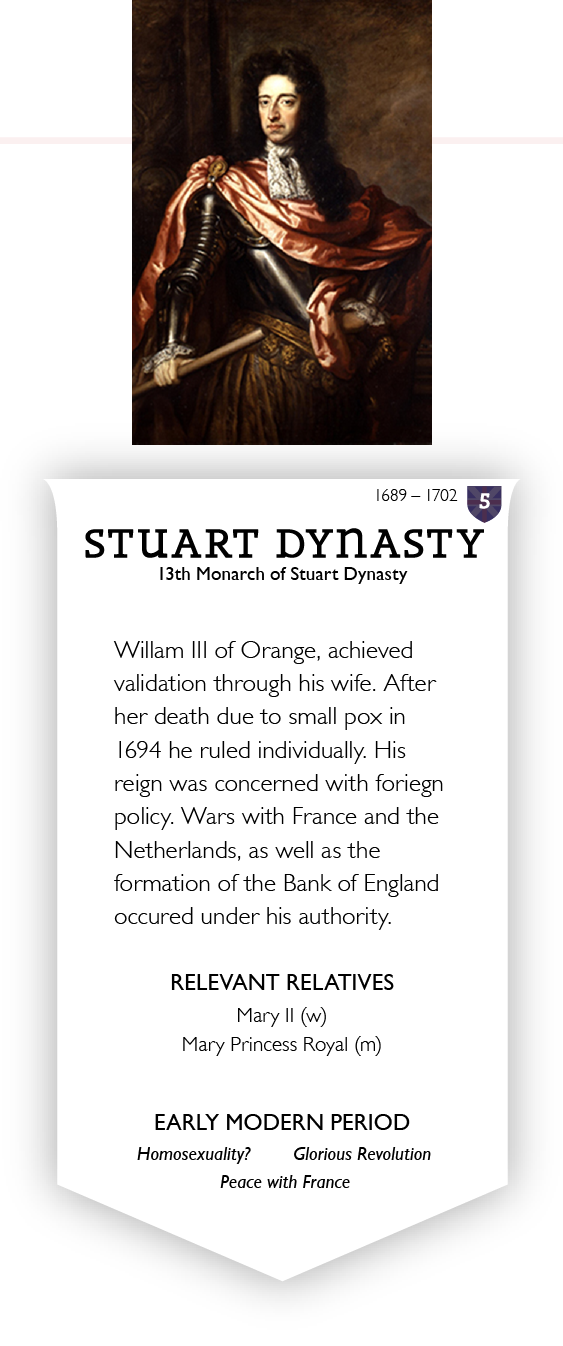 1689 – 1702 5
STUART DYNASTY
13th Monarch of Stuart Dynasty
Willam III of Orange, achieved
validation through his wife. After
her death due to small pox in
1694 he ruled individually. His
reign was concerned with foriegn
policy. Wars with France and the
Netherlands, as well as the
formation of the Bank of England
occured under his authority.
RELEVANT RELATIVES
Mary II (w)
Mary Princess Royal (m)
EARLY MODERN PERIOD
Homosexuality? Glorious Revolution
Peace with France